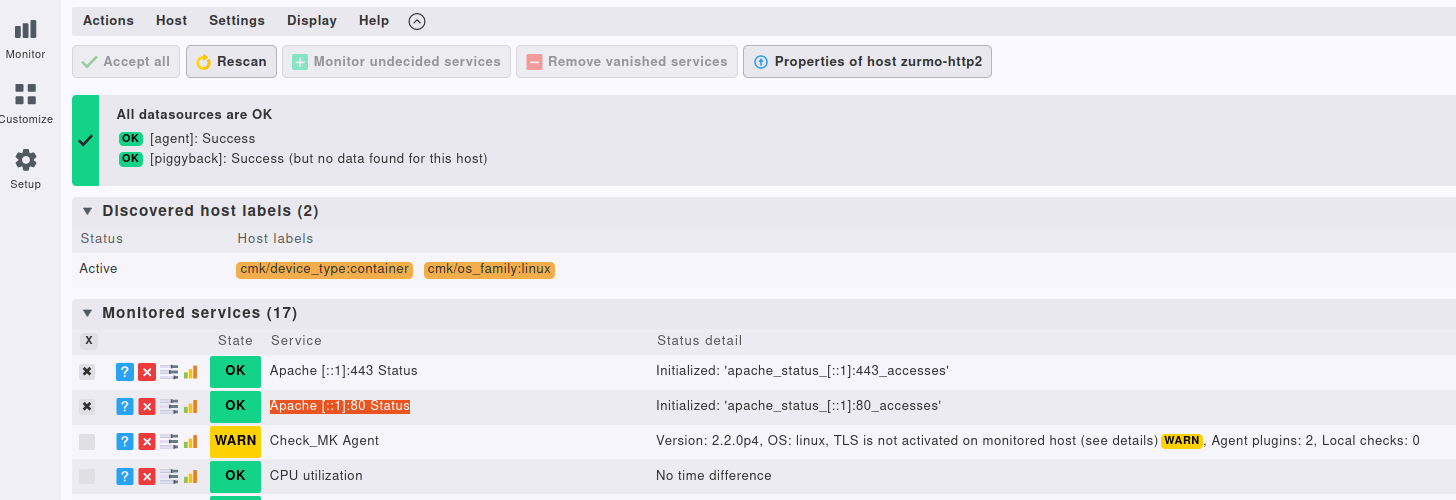 Actions Host Settings Display Help
Monitor
Accept all Rescan Monitor undecided services Remove vanished services Properties of host zurmo-http2
Customize
All datasources are OK
OK [agent]: Success
OK [piggyback]: Success (but no data found for this host)
Setup
Discovered host labels (2)
Status Host labels
Active cmk/device_type:container cmk/os_family:linux
Monitored services (17)
X State Service Status detail
OK Apache [::1]:443 Status Initialized: 'apache_status_[::1]:443_accesses'
OK Apache [::1]:80 Status Initialized: 'apache_status_[::1]:80_accesses'
WARN Check_MK Agent Version: 2.2.0p4, OS: linux, TLS is not activated on monitored host (see details) WARN, Agent plugins: 2, Local checks: 0
OK CPU utilization No time difference